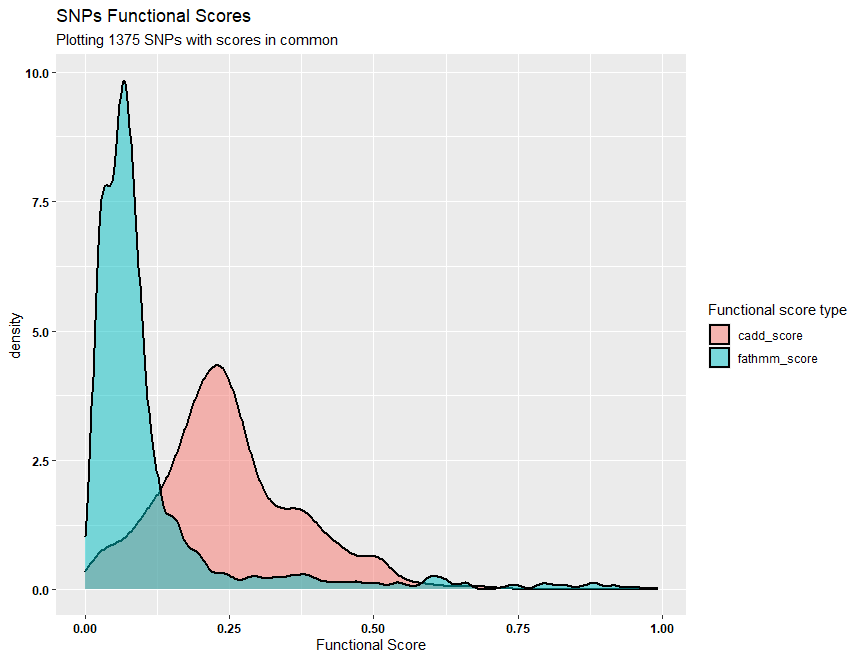 SNPs Functional Scores
Plotting 1375 SNPs with scores in common
10.0
7.5
5.0
2.5
0.0
density
0.00 0.25 0.50 0.75 1.00
Functional Score
Functional score type
cadd_score
fathmm_score